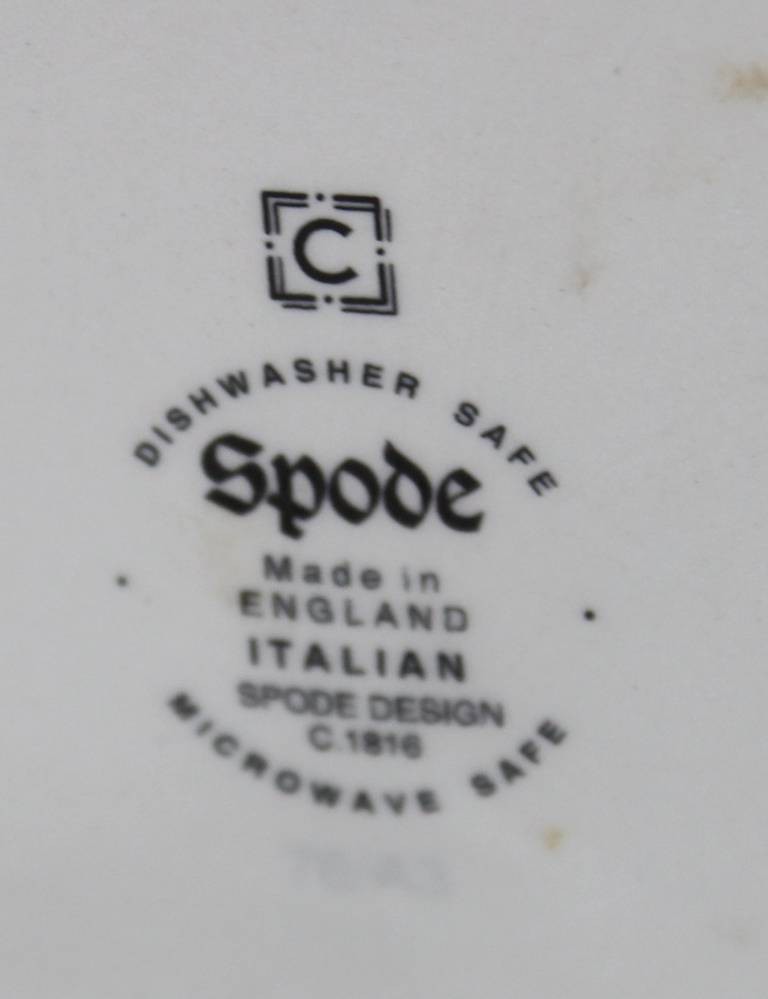 C
DISHWASHER SAFE
Spode
Made in
ENGLAND
ITALIAN
SPODE DESIGN
C.1816
MICROWAVE SAFE